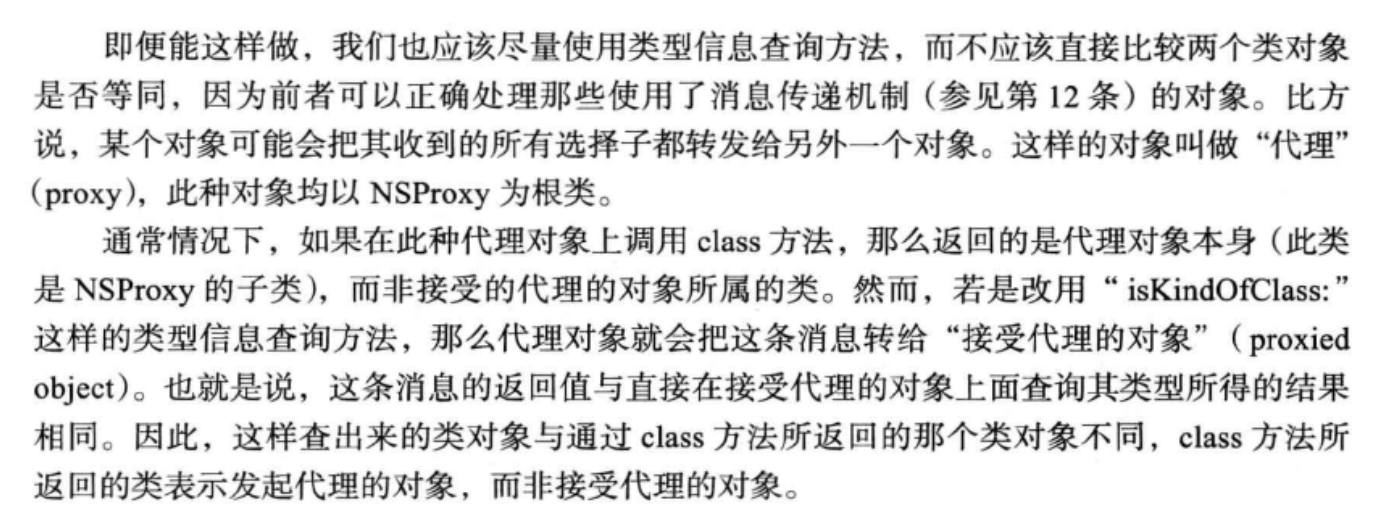 即便能这样做，我们也应该尽量使用类型信息查询方法，而不应该直接比较两个类对象
是否等同，因为前者可以正确处理那些使用了消息传递机制（参见第 12 条）的对象。比方
说，某个对象可能会把其收到的所有选择子都转发给另外一个对象。这样的对象叫做“代理”
（proxy），此种对象均以 NSProxy 为根类。
通常情况下，如果在此种代理对象上调用 class 方法，那么返回的是代理对象本身（此类
是 NSProxy 的子类），而非接受的代理的对象所属的类。然而，若是改用“ isKindOfClass: ”
这样的类型信息查询方法，那么代理对象就会把这条消息转给“接受代理的对象”（ proxied
object）。也就是说，这条消息的返回值与直接在接受代理的对象上面查询其类型所得的结果
相同。因此，这样查出来的类对象与通过 class 方法所返回的那个类对象不同，class 方法所
返回的类表示发起代理的对象，而非接受代理的对象。